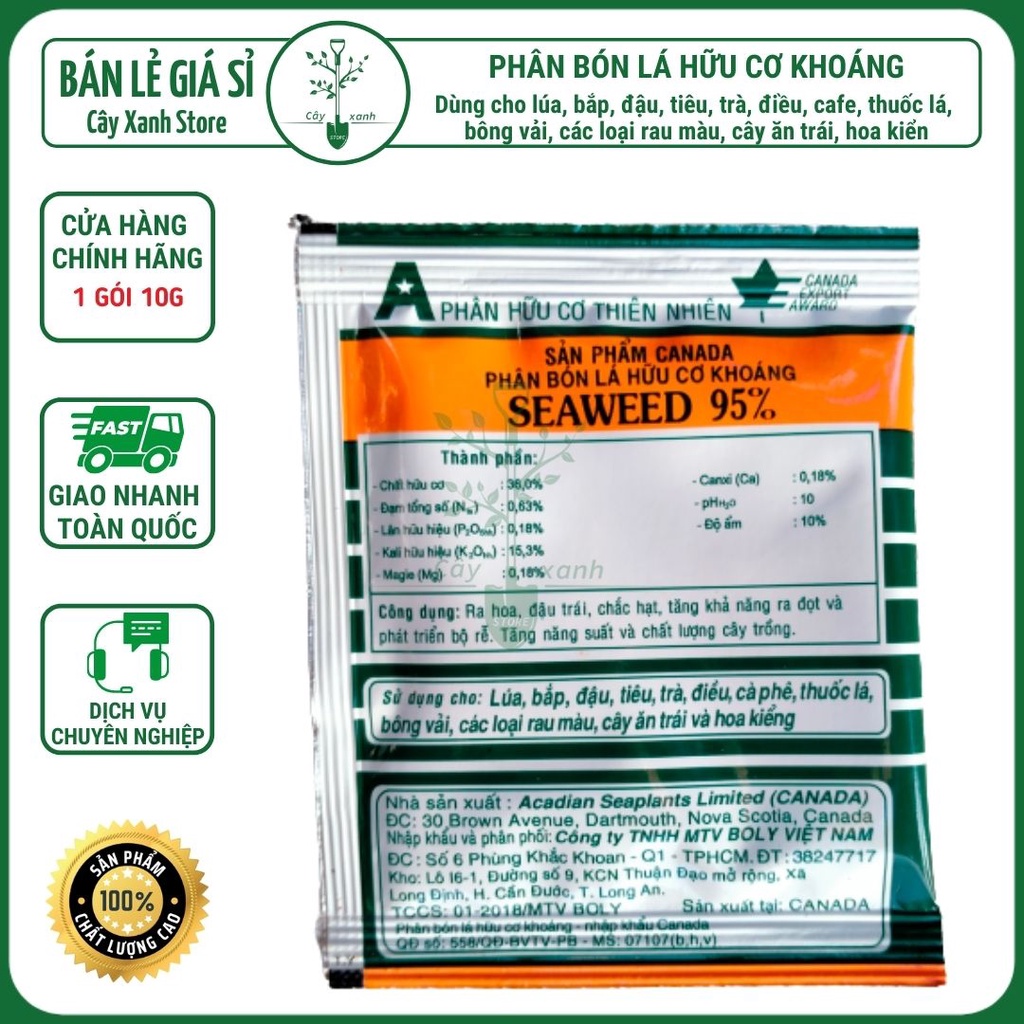 BÁN LẺ GIÁ SỈ
Cây Xanh Store
Cây xanh
STORE
PHÂN BÓN LÁ HỮU CƠ KHOÁNG
Dùng cho lúa, bắp, đậu, tiêu, trà, điều, cafe, thuốc lá,
bông vải, các loại rau màu, cây ăn trái, hoa kiển
CỬA HÀNG
CHÍNH HÃNG
1 GÓI 10G
FAST
GIAO NHANH
TOÀN QUỐC
DỊCH VỤ
CHUYÊN NGHIỆP
SẢN PHẨM
100%
CHẤT LƯỢNG CAO
A PHÂN HỮU CƠ THIÊN NHIÊN
CANADA
EXPORT
AWARD
SẢN PHẨM CANADA
PHÂN BÓN LÁ HỮU CƠ KHOÁNG
SEAWEED 95%
Thành phần:
- Chất hữu cơ : 36,0%
- Đạm tổng số (Nts) : 0,63%
- Lân hữu hiệu (P₂O₅hh) : 0,18%
- Kali hữu hiệu (K₂Ohh) : 15,3%
- Magie (Mg) : 0,18%
- Canxi (Ca) : 0,18%
- pHH₂O : 10
- Độ ẩm : 10%
Cây xanh
STORE
Công dụng: Ra hoa, đậu trái, chắc hạt, tăng khả năng ra đọt và
phát triển bộ rễ. Tăng năng suất và chất lượng cây trồng.
Sử dụng cho: Lúa, bắp, đậu, tiêu, trà, điều, cà phê, thuốc lá,
bông vải, các loại rau màu, cây ăn trái và hoa kiểng
Nhà sản xuất : Acadian Seaplants Limited (CANADA)
ĐC: 30 Brown Avenue, Dartmouth, Nova Scotia, Canada
Nhập khẩu và phân phối: Công ty TNHH MTV BOLY VIỆT NAM
ĐC : Số 6 Phùng Khắc Khoan - Q1 - TPHCM. ĐT : 38247717
Kho: Lô I6-1, Đường số 9, KCN Thuận Đạo mở rộng, Xã
Long Định, H. Cần Đước, T. Long An.
TCCS: 01-2018/MTV BOLY Sản xuất tại: CANADA
Phân bón lá hữu cơ khoáng - nhập khẩu Canada
QĐ số: 558/QĐ-BVTV-PB - MS: 07107(b,h,v)